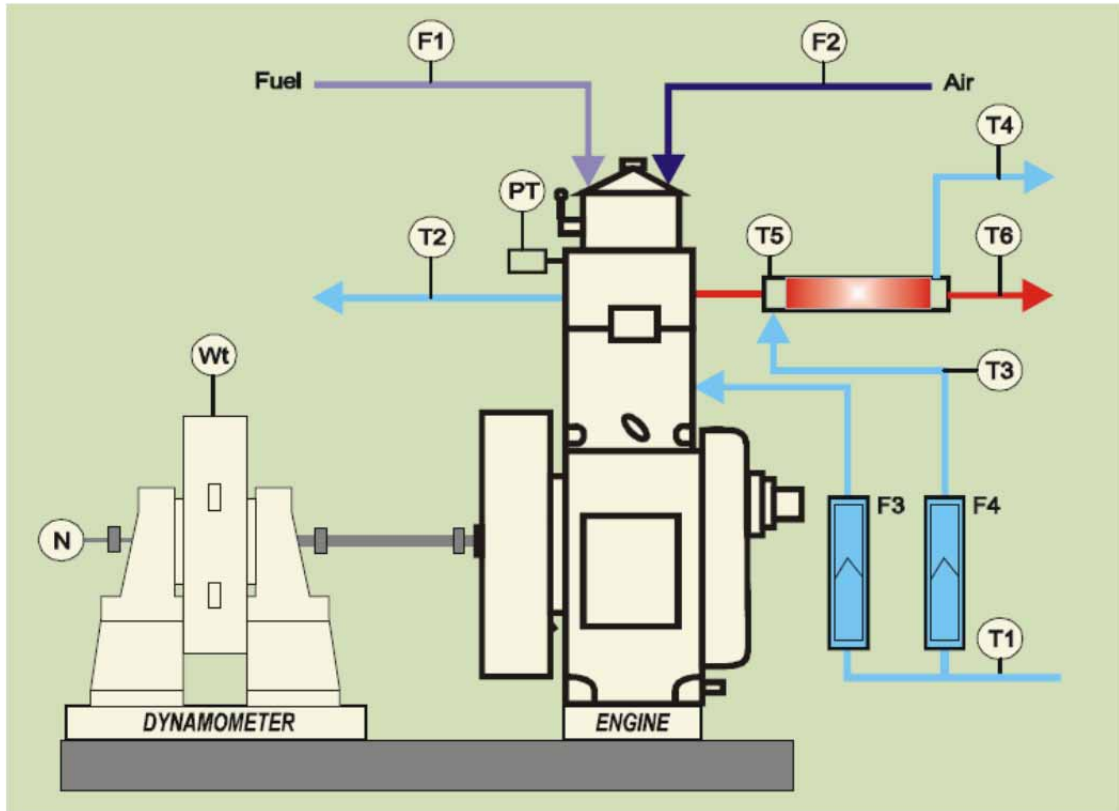 F1
F2
Fuel
Air
T4
PT
T2
T5
T6
Wt
T3
F3
F4
N
T1
DYNAMOMETER
ENGINE